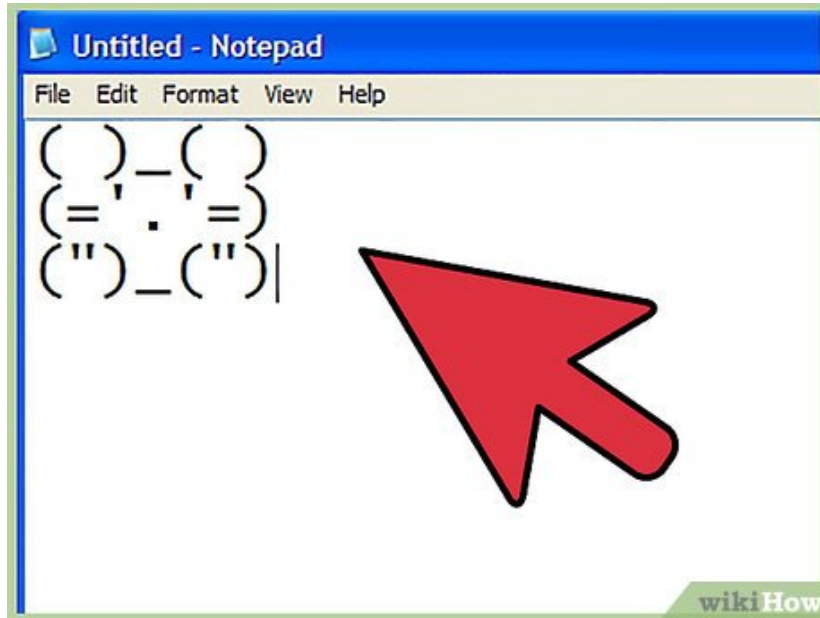 Untitled - Notepad
File Edit Format View Help
( )_( )
(='.'=)
(")_(")
wikiHow